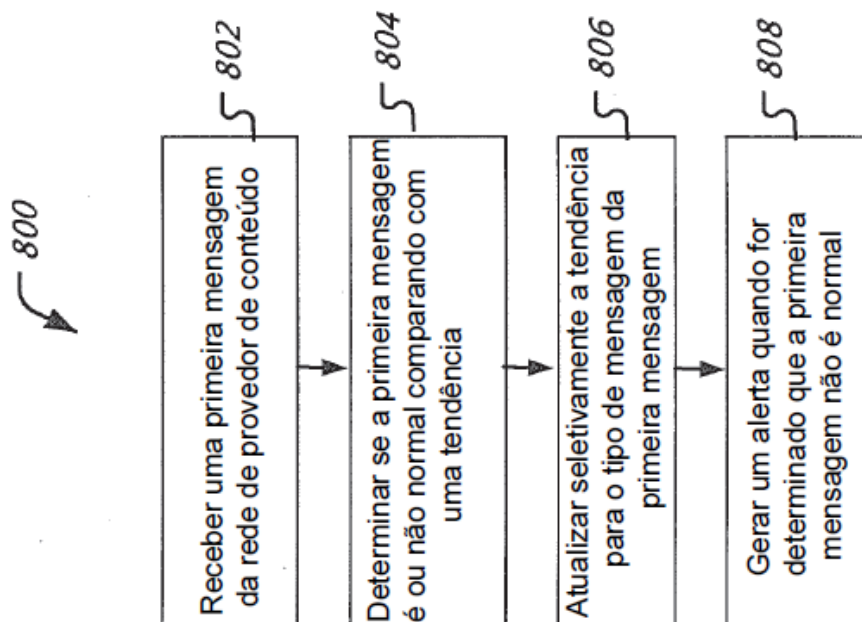 800
802
Receber uma primeira mensagem
da rede de provedor de conteúdo
804
Determinar se a primeira mensagem
é ou não normal comparando com
uma tendência
806
Atualizar seletivamente a tendência
para o tipo de mensagem da
primeira mensagem
808
Gerar um alerta quando for
determinado que a primeira
mensagem não é normal